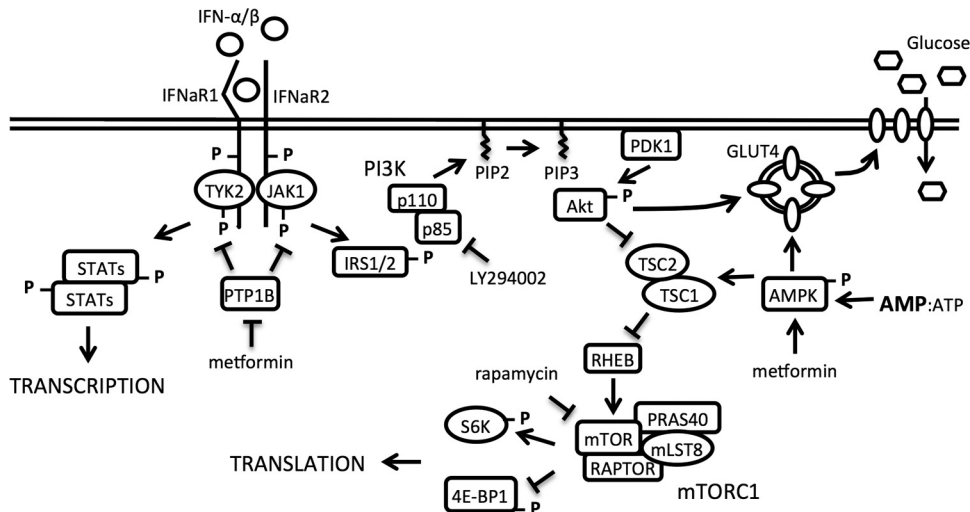 IFN-α/β
Glucose
IFNaR1
IFNaR2
P
P
PDK1
GLUT4
PI3K
PIP2
PIP3
TYK2
JAK1
p110
Akt
P
P
P
p85
STATs
P
IRS1/2
P
TSC2
P
STATs
PTP1B
LY294002
TSC1
AMPK
P
AMP:ATP
metformin
RHEB
metformin
TRANSCRIPTION
rapamycin
S6K
P
PRAS40
mTOR
mLST8
TRANSLATION
RAPTOR
4E-BP1
P
mTORC1